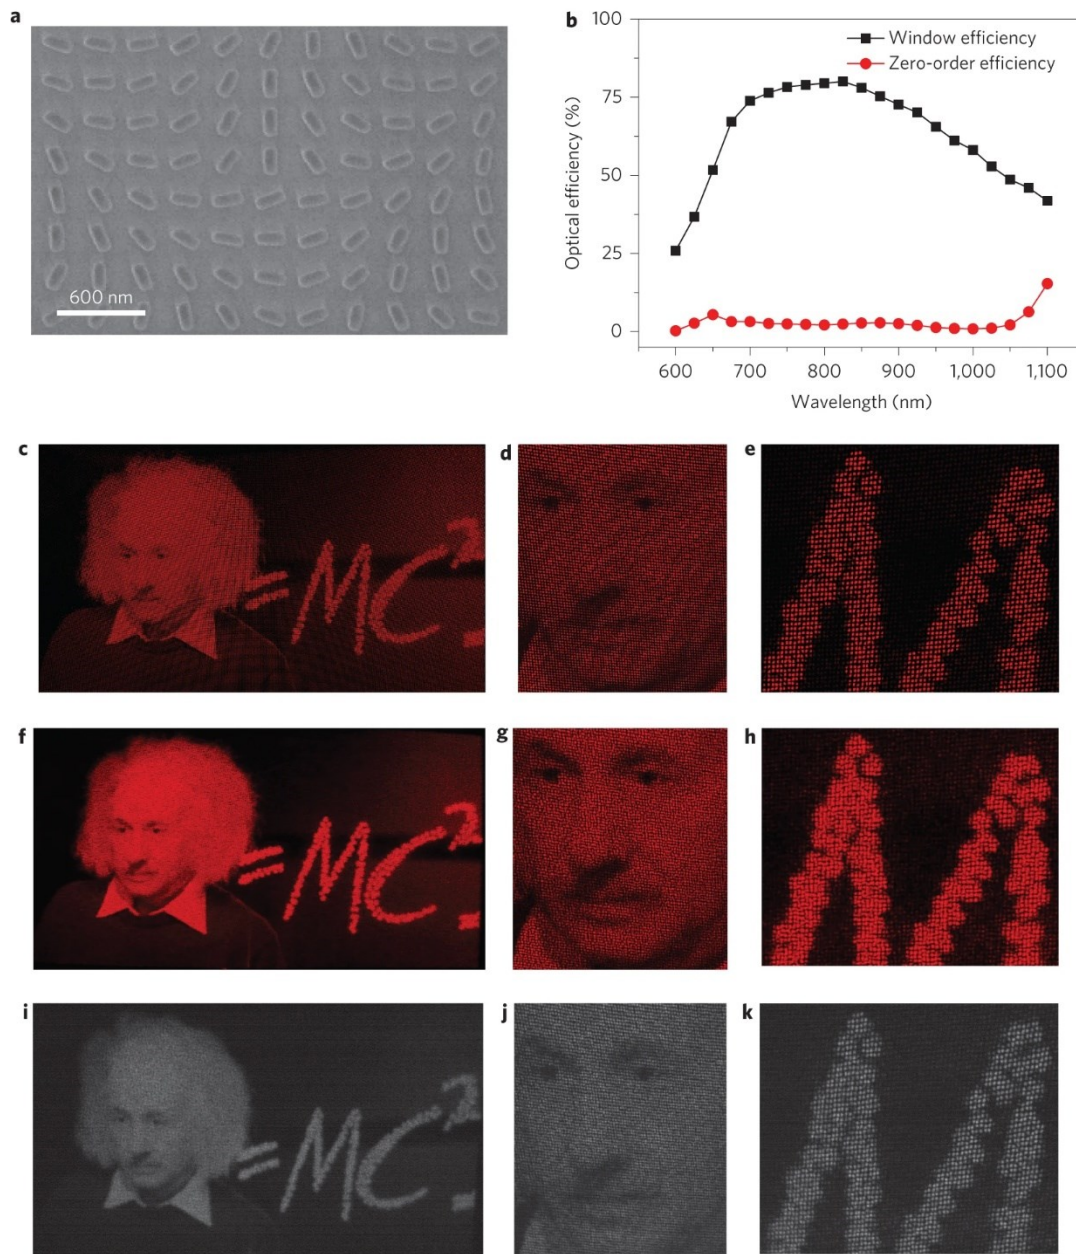 a
600 nm
b
100
75
50
25
0
Optical efficiency (%)
Window efficiency
Zero-order efficiency
600
700
800
900
1,000
1,100
Wavelength (nm)
c
=MC²
d
e
f
=MC²
g
h
i
=MC²
j
k